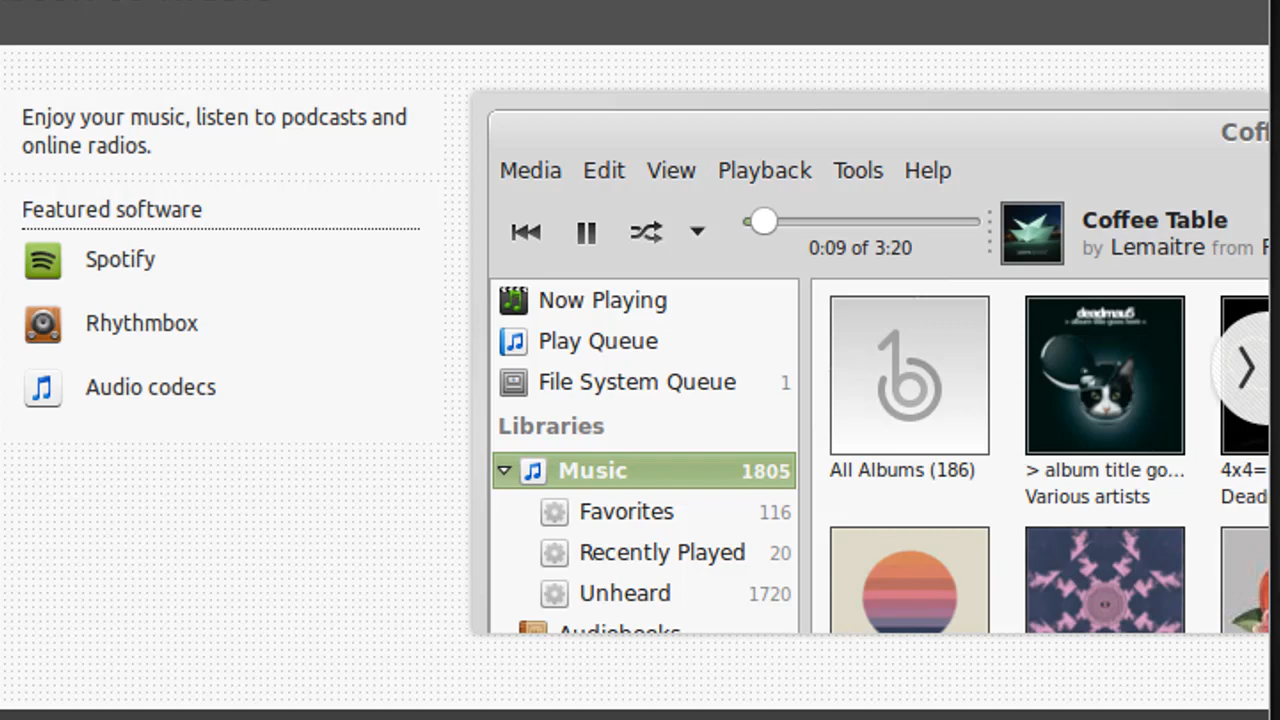 Enjoy your music, listen to podcasts and
online radios.
Featured software
Spotify
Rhythmbox
Audio codecs
Media Edit View Playback Tools Help
0:09 of 3:20
Coffee Table
by Lemaitre from
Now Playing
Play Queue
File System Queue 1
Libraries
Music 1805
Favorites 116
Recently Played 20
Unheard 1720
Audiobooks
deadmau5
All Albums (186)
> album title go...
Various artists
4x4=